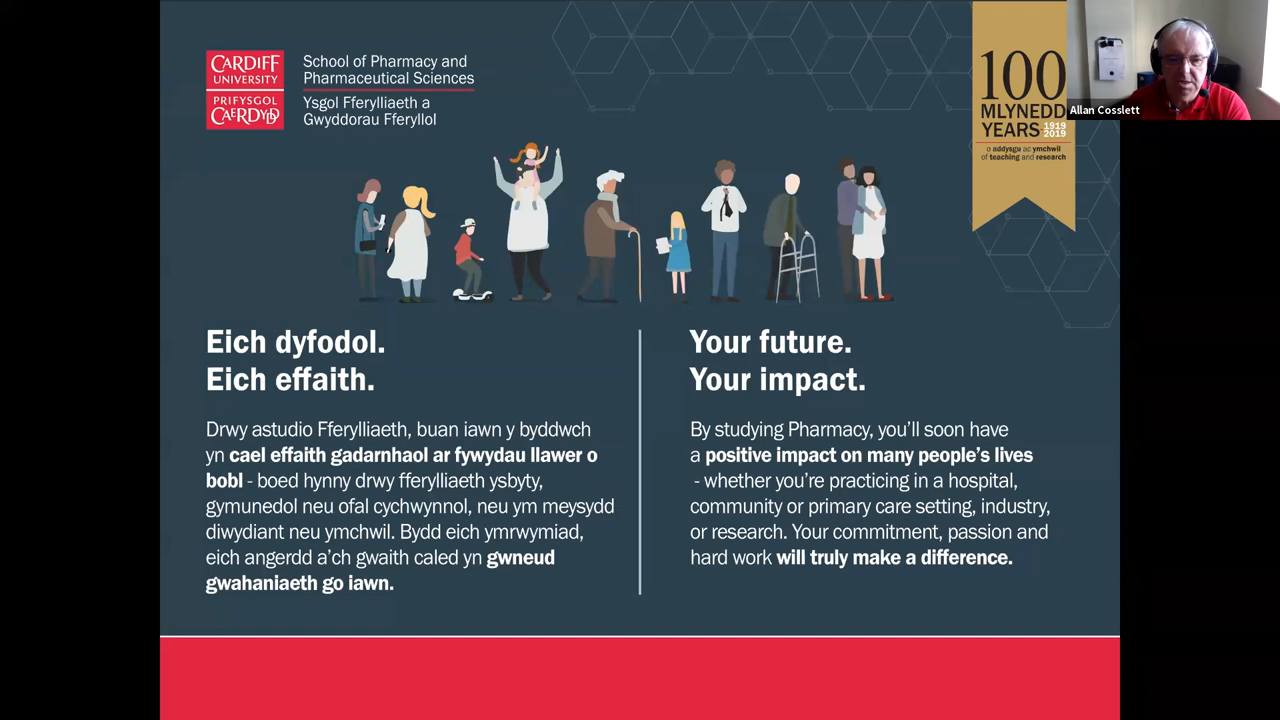 CARDIFF
UNIVERSITY
PRIFYSGOL
CAERDYDD
School of Pharmacy and
Pharmaceutical Sciences
Ysgol Fferylliaeth a
Gwyddorau Fferyllol
100
MLYNEDD
YEARS 1919
2019
o addysgu ac ymchwil
of teaching and research
Allan Cosslett
Eich dyfodol.
Eich effaith.
Drwy astudio Fferylliaeth, buan iawn y byddwch
yn cael effaith gadarnhaol ar fywydau llawer o
bobl - boed hynny drwy fferylliaeth ysbyty,
gymunedol neu ofal cychwynnol, neu ym meysydd
diwydiant neu ymchwil. Bydd eich ymrwymiad,
eich angerdd a'ch gwaith caled yn gwneud
gwahaniaeth go iawn.
Your future.
Your impact.
By studying Pharmacy, you'll soon have
a positive impact on many people's lives
- whether you're practicing in a hospital,
community or primary care setting, industry,
or research. Your commitment, passion and
hard work will truly make a difference.